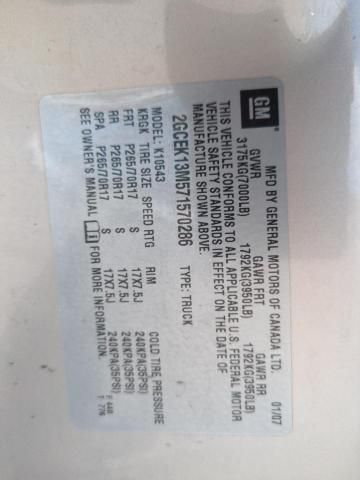 GM
MFD BY GENERAL MOTORS OF CANADA LTD. 01/07
GVWR GAWR FRT GAWR RR
3175KG(7000LB) 1792KG(3950LB) 1792KG(3950LB)
THIS VEHICLE CONFORMS TO ALL APPLICABLE U.S. FEDERAL MOTOR
VEHICLE SAFETY STANDARDS IN EFFECT ON THE DATE OF
MANUFACTURE SHOWN ABOVE.
2GCEK13M571570286 TYPE: TRUCK
MODEL: K10543
KRGK TIRE SIZE SPEED RTG RIM COLD TIRE PRESSURE
FRT P265/70R17 S 17X7.5J 240KPA(35PSI)
RR P265/70R17 S 17X7.5J 240KPA(35PSI)
SPA P265/70R17 S 17X7.5J 240KPA(35PSI)
SEE OWNER'S MANUAL FOR MORE INFORMATION.